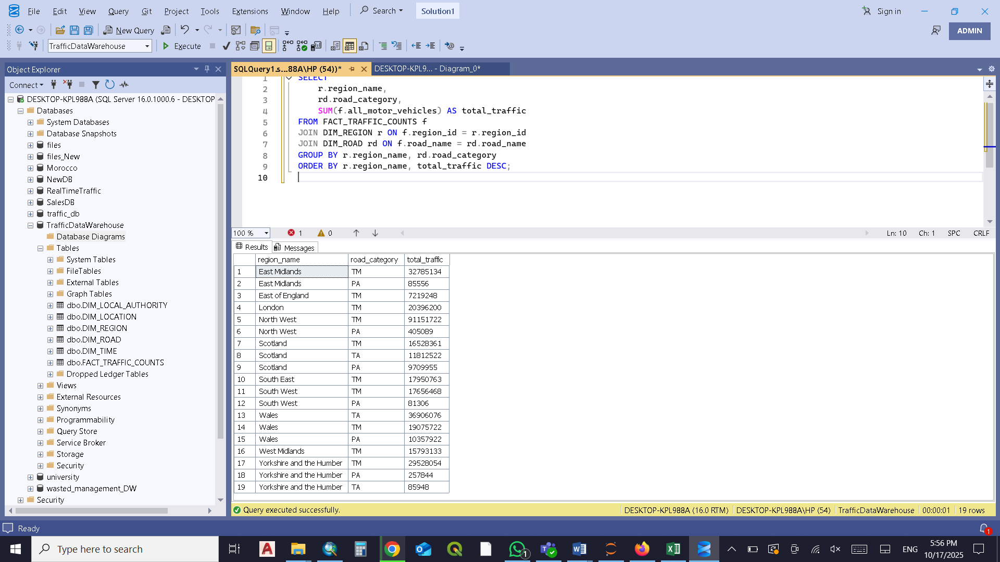 File Edit View Query Git Project Tools Extensions Window Help Search Solution1 Sign in
New Query ADMIN
TrafficDataWarehouse Execute
Object Explorer
SQLQuery1.s...88A\HP (54))* DESKTOP-KPL9... - Diagram_0*
Connect
DESKTOP-KPL988A (SQL Server 16.0.1000.6 - DESKTOP
Databases
System Databases
Database Snapshots
files
files_New
Morocco
NewDB
RealTimeTraffic
SalesDB
traffic_db
TrafficDataWarehouse
Database Diagrams
Tables
System Tables
FileTables
External Tables
Graph Tables
dbo.DIM_LOCAL_AUTHORITY
dbo.DIM_LOCATION
dbo.DIM_REGION
dbo.DIM_ROAD
dbo.DIM_TIME
dbo.FACT_TRAFFIC_COUNTS
Dropped Ledger Tables
Views
External Resources
Synonyms
Programmability
Query Store
Service Broker
Storage
Security
university
wasted_management_DW
Security
1 SELECT
2 r.region_name,
3 rd.road_category,
4 SUM(f.all_motor_vehicles) AS total_traffic
5 FROM FACT_TRAFFIC_COUNTS f
6 JOIN DIM_REGION r ON f.region_id = r.region_id
7 JOIN DIM_ROAD rd ON f.road_name = rd.road_name
8 GROUP BY r.region_name, rd.road_category
9 ORDER BY r.region_name, total_traffic DESC;
10
100 % 1 0 Ln: 10 Ch: 1 SPC CRLF
Results Messages
region_name road_category total_traffic
1 East Midlands TM 32785134
2 East Midlands PA 85556
3 East of England TM 7219248
4 London TM 20396200
5 North West TM 91151722
6 North West PA 405089
7 Scotland TM 16528361
8 Scotland TA 11812522
9 Scotland PA 9709955
10 South East TM 17950763
11 South West TM 17656468
12 South West PA 81306
13 Wales TA 36906076
14 Wales TM 19075722
15 Wales PA 10357922
16 West Midlands TM 15793133
17 Yorkshire and the Humber TM 29528054
18 Yorkshire and the Humber PA 257844
19 Yorkshire and the Humber TA 85948
Query executed successfully. DESKTOP-KPL988A (16.0 RTM) DESKTOP-KPL988A\HP (54) TrafficDataWarehouse 00:00:01 19 rows
Ready 1
Type here to search 1 ENG 5:56 PM
10/17/2025